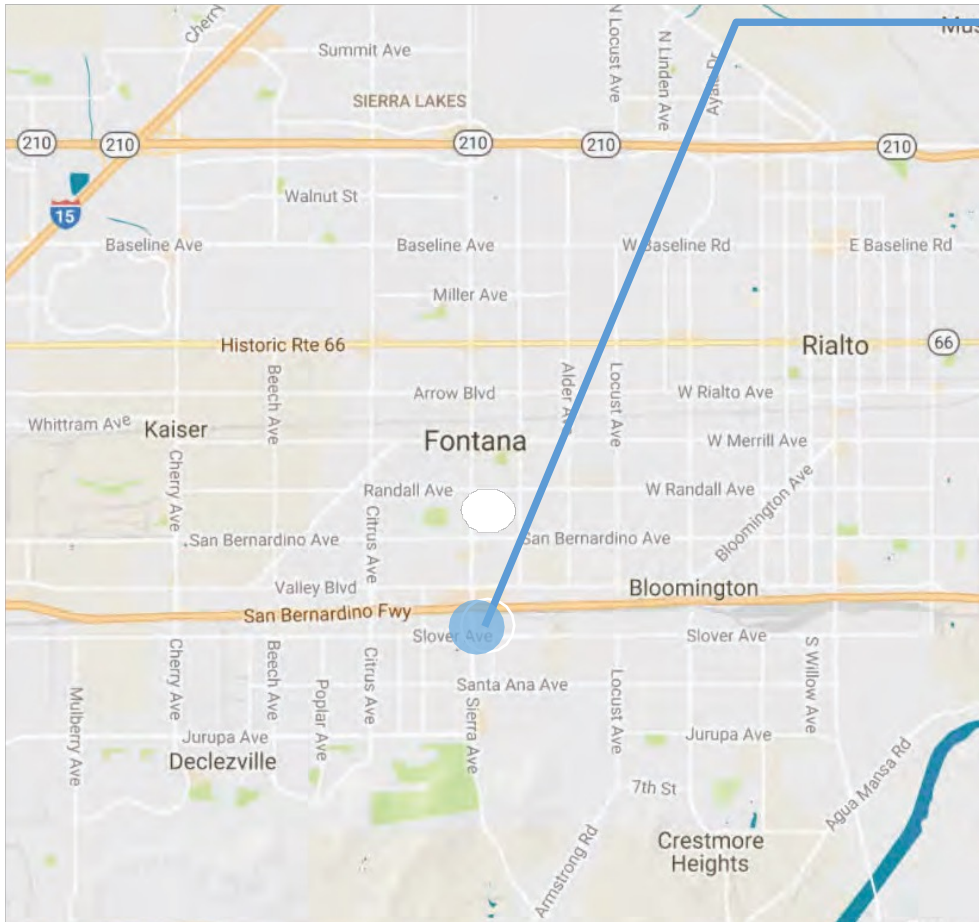 Cherry
N Locust Ave
N Linden Ave
Mus
Summit Ave
SIERRA LAKES
210
210
210
210
210
Walnut St
15
Baseline Ave
Baseline Ave
W Baseline Rd
E Baseline Rd
Miller Ave
Historic Rte 66
Rialto
66
Beech Ave
Alder Ave
Locust Ave
Arrow Blvd
W Rialto Ave
Whittram Ave
Kaiser
Fontana
W Merrill Ave
Cherry Ave
Randall Ave
W Randall Ave
Bloomington Ave
Citrus Ave
San Bernardino Ave
San Bernardino Ave
Valley Blvd
Bloomington
San Bernardino Fwy
Slover Ave
Slover Ave
Cherry Ave
Beech Ave
Citrus Ave
S Willow Ave
Mulberry Ave
Poplar Ave
Santa Ana Ave
Locust Ave
Sierra Ave
Jurupa Ave
Jurupa Ave
Declezville
Agua Mansa Rd
7th St
Crestmore
Heights
Armstrong Rd